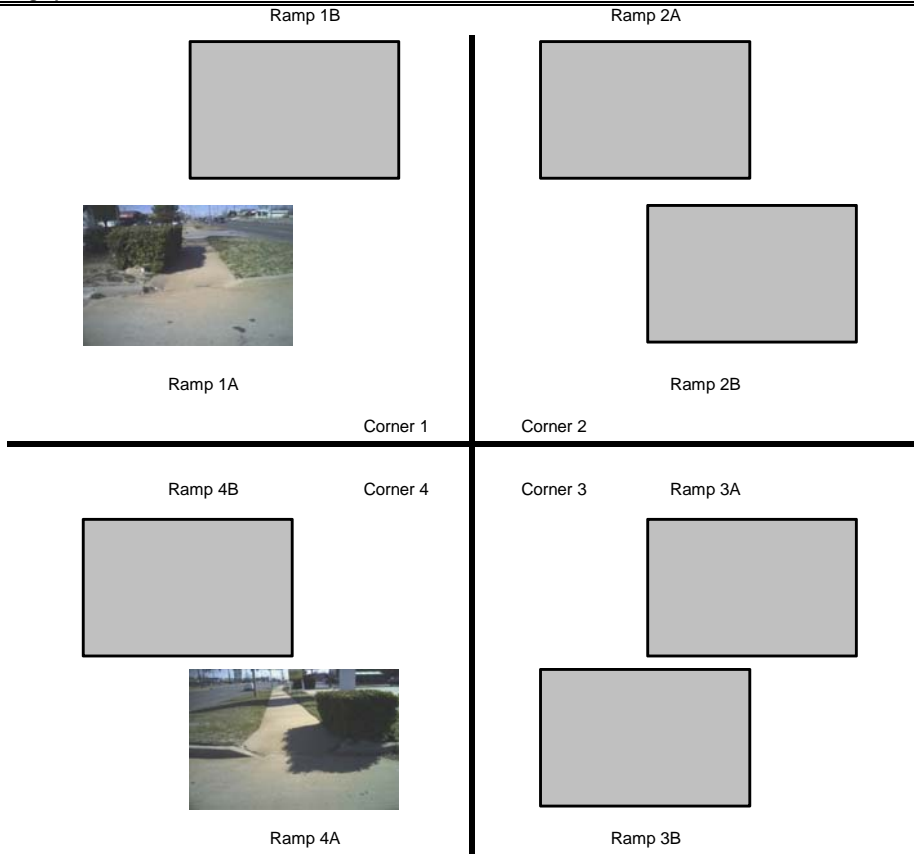 Ramp 1B Ramp 2A
Ramp 1A Ramp 2B
Corner 1 Corner 2
Ramp 4B Corner 4 Corner 3 Ramp 3A
Ramp 4A Ramp 3B